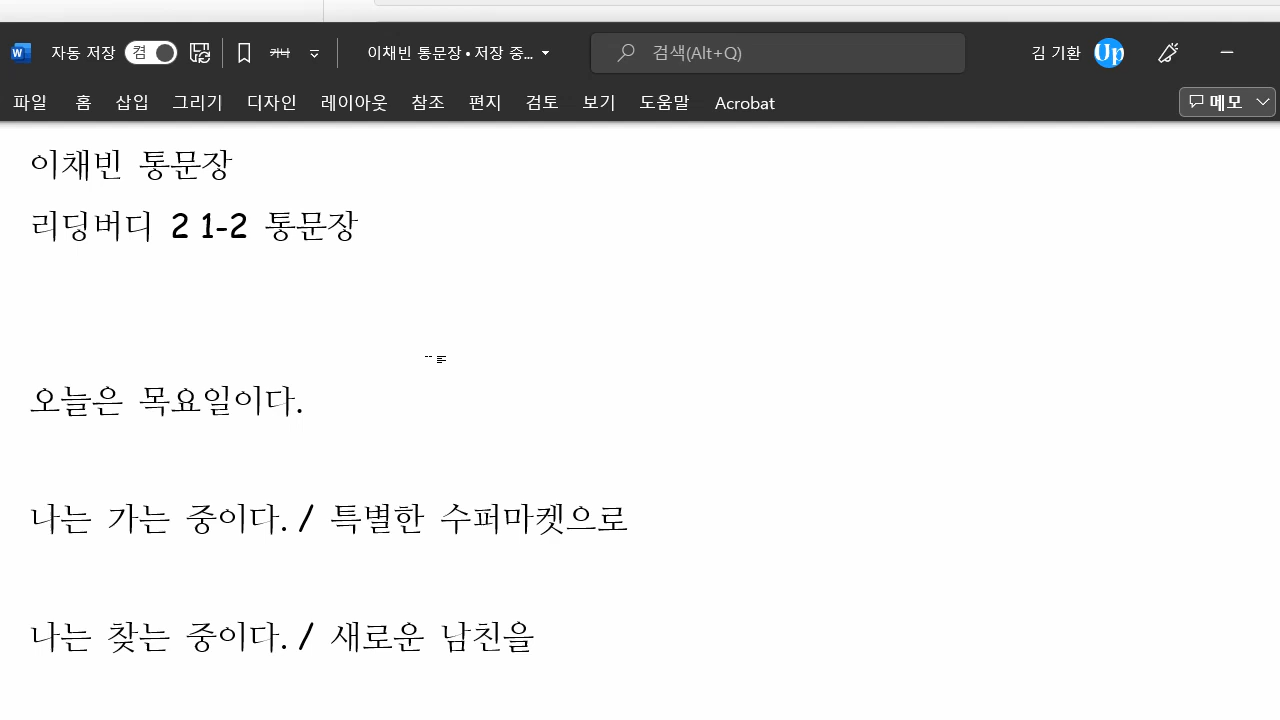 자동 저장 켬 가나 이채빈 통문장 • 저장 중... 검색(Alt+Q) 김 기환 Up
파일 홈 삽입 그리기 디자인 레이아웃 참조 편지 검토 보기 도움말 Acrobat 메모
이채빈 통문장
리딩버디 2 1-2 통문장
오늘은 목요일이다.
나는 가는 중이다. / 특별한 수퍼마켓으로
나는 찾는 중이다. / 새로운 남친을